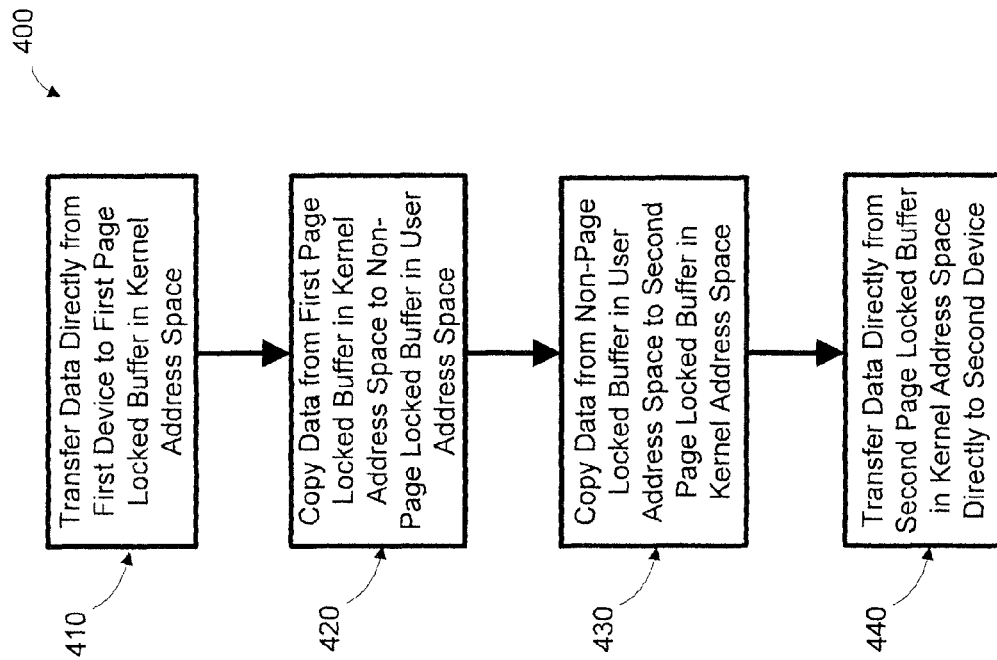 400
410
Transfer Data Directly from
First Device to First Page
Locked Buffer in Kernel
Address Space
420
Copy Data from First Page
Locked Buffer in Kernel
Address Space to Non-
Page Locked Buffer in User
Address Space
430
Copy Data from Non-Page
Locked Buffer in User
Address Space to Second
Page Locked Buffer in
Kernel Address Space
440
Transfer Data Directly from
Second Page Locked Buffer
in Kernel Address Space
Directly to Second Device